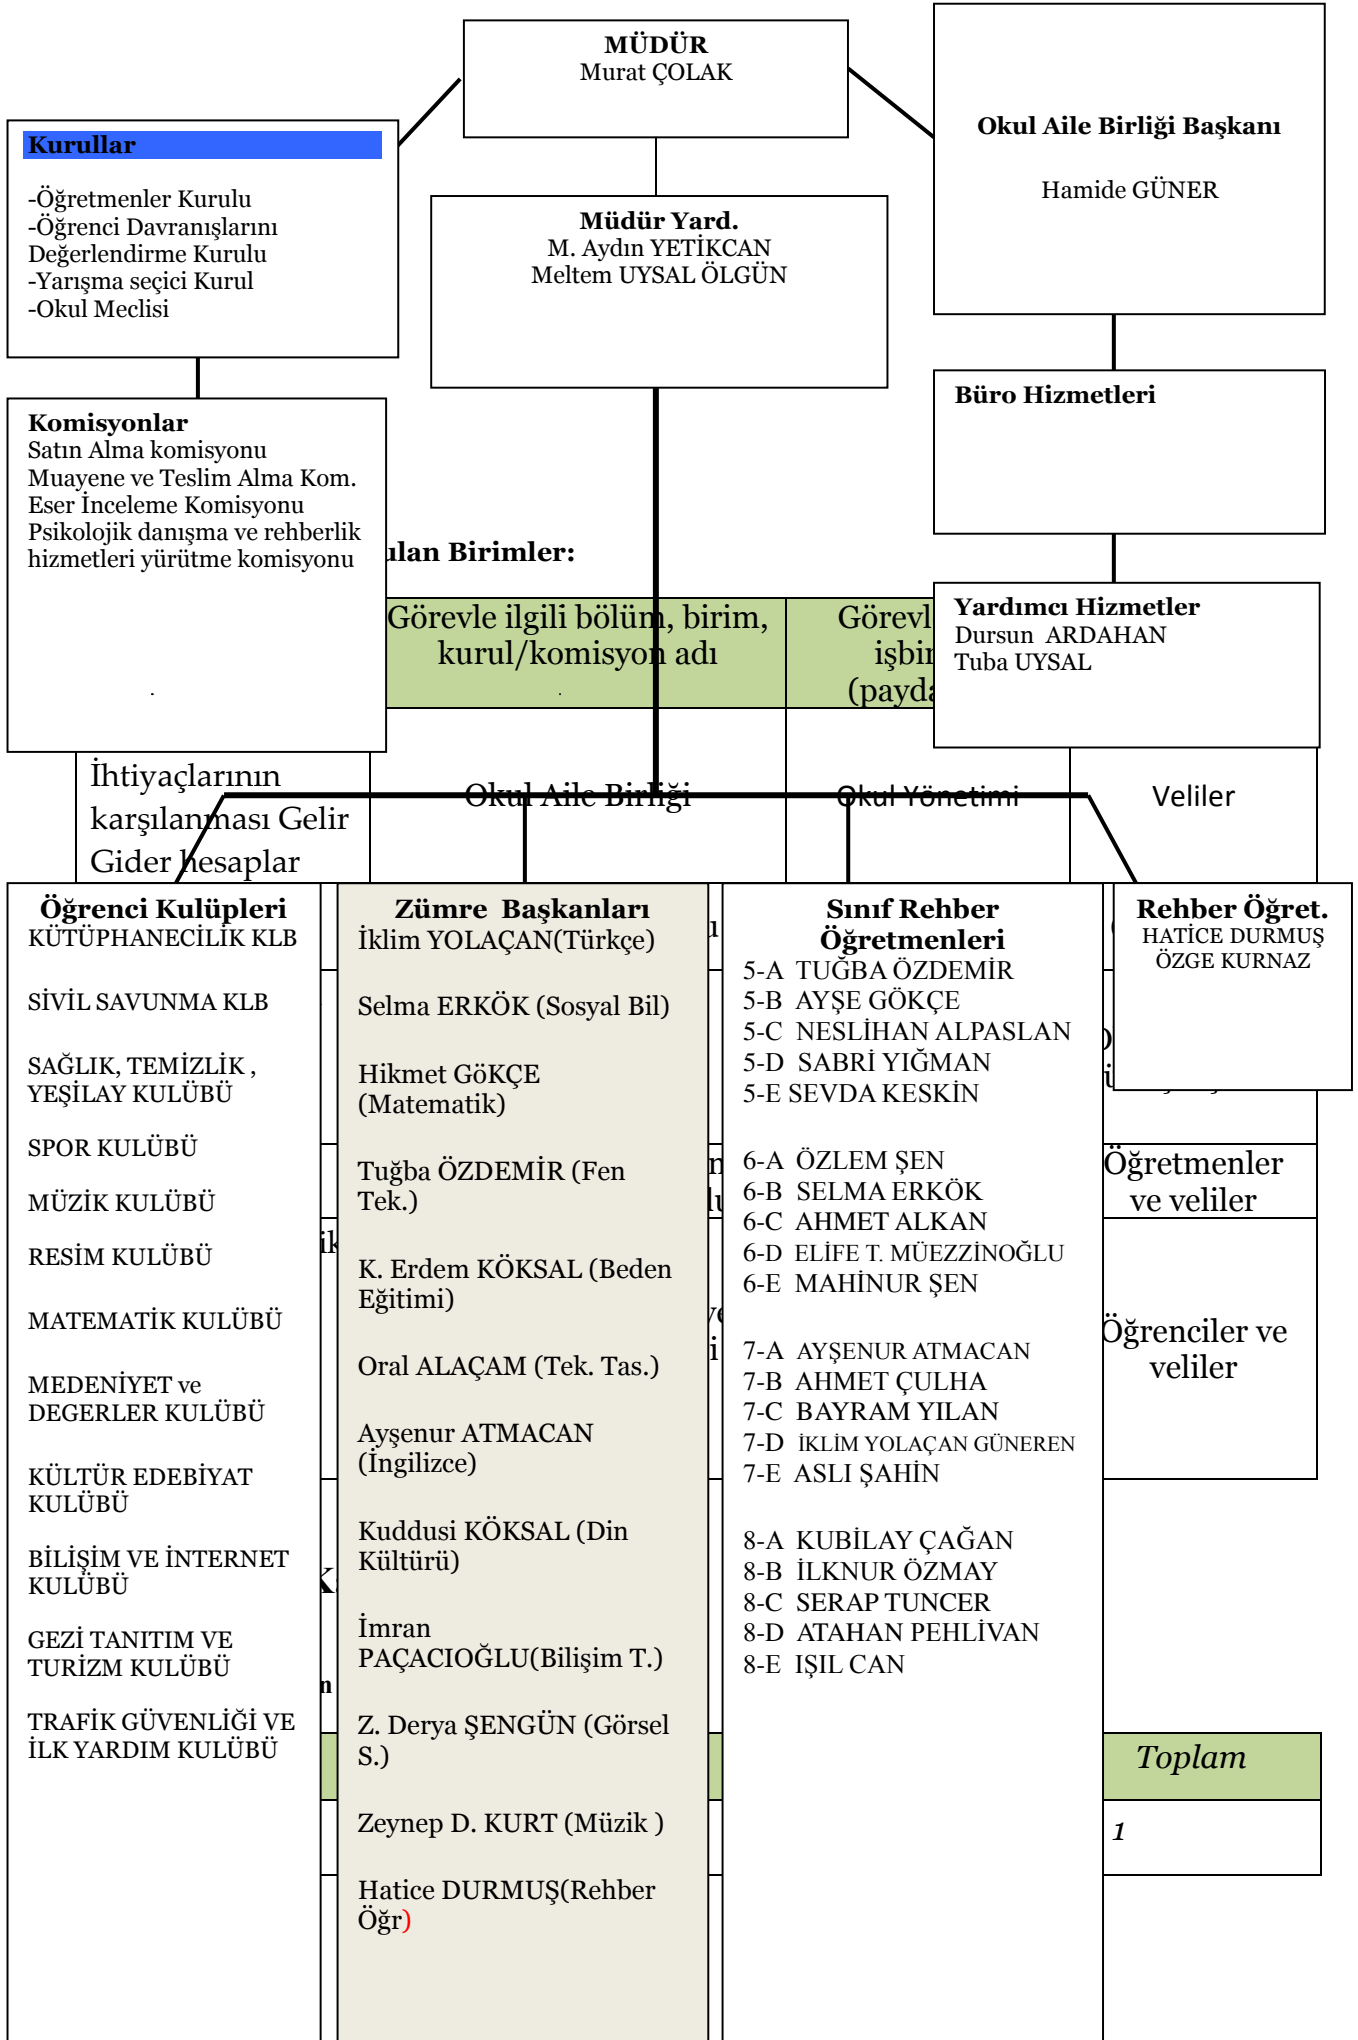 MÜDÜR
Murat ÇOLAK
Okul Aile Birliği Başkanı
Hamide GÜNER
Kurullar
-Öğretmenler Kurulu
-Öğrenci Davranışlarını
Değerlendirme Kurulu
-Yarışma seçici Kurul
-Okul Meclisi
Müdür Yard.
M. Aydın YETİKCAN
Meltem UYSAL ÖLGÜN
Büro Hizmetleri
Komisyonlar
Satın Alma komisyonu
Muayene ve Teslim Alma Kom.
Eser İnceleme Komisyonu
Psikolojik danışma ve rehberlik
hizmetleri yürütme komisyonu
ulan Birimler:
Yardımcı Hizmetler
Dursun ARDAHAN
Tuba UYSAL
Görevle ilgili bölüm, birim,
kurul/komisyon adı
Görevl
işbir
(payda
İhtiyaçlarının
karşılanması Gelir
Gider hesaplar
Okul Aile Birliği
Okul Yönetimi
Veliler
Öğrenci Kulüpleri
KÜTÜPHANECİLİK KLB
SİVİL SAVUNMA KLB
SAĞLIK, TEMİZLİK ,
YEŞİLAY KULÜBÜ
SPOR KULÜBÜ
MÜZİK KULÜBÜ
RESİM KULÜBÜ
MATEMATİK KULÜBÜ
MEDENİYET ve
DEGERLER KULÜBÜ
KÜLTÜR EDEBİYAT
KULÜBÜ
BİLİŞİM VE İNTERNET
KULÜBÜ
GEZİ TANITIM VE
TURİZM KULÜBÜ
TRAFİK GÜVENLİĞİ VE
İLK YARDIM KULÜBÜ
Zümre Başkanları
İklim YOLAÇAN(Türkçe)
Selma ERKÖK (Sosyal Bil)
Hikmet GöKÇE
(Matematik)
Tuğba ÖZDEMİR (Fen
Tek.)
K. Erdem KÖKSAL (Beden
Eğitimi)
Oral ALAÇAM (Tek. Tas.)
Ayşenur ATMACAN
(İngilizce)
Kuddusi KÖKSAL (Din
Kültürü)
İmran
PAÇACIOĞLU(Bilişim T.)
Z. Derya ŞENGÜN (Görsel
S.)
Zeynep D. KURT (Müzik )
Hatice DURMUŞ(Rehber
Öğr)
Sınıf Rehber
Öğretmenleri
5-A TUĞBA ÖZDEMİR
5-B AYŞE GÖKÇE
5-C NESLİHAN ALPASLAN
5-D SABRİ YIĞMAN
5-E SEVDA KESKİN
6-A ÖZLEM ŞEN
6-B SELMA ERKÖK
6-C AHMET ALKAN
6-D ELİFE T. MÜEZZİNOĞLU
6-E MAHİNUR ŞEN
7-A AYŞENUR ATMACAN
7-B AHMET ÇULHA
7-C BAYRAM YILAN
7-D İKLİM YOLAÇAN GÜNEREN
7-E ASLI ŞAHİN
8-A KUBİLAY ÇAĞAN
8-B İLKNUR ÖZMAY
8-C SERAP TUNCER
8-D ATAHAN PEHLİVAN
8-E IŞIL CAN
Rehber Öğret.
HATİCE DURMUŞ
ÖZGE KURNAZ
Öğretmenler
ve veliler
Öğrenciler ve
veliler
Toplam
1